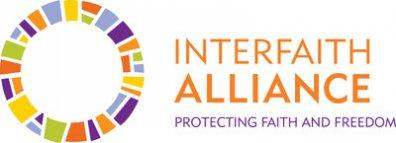 INTERFAITH
ALLIANCE
PROTECTING FAITH AND FREEDOM